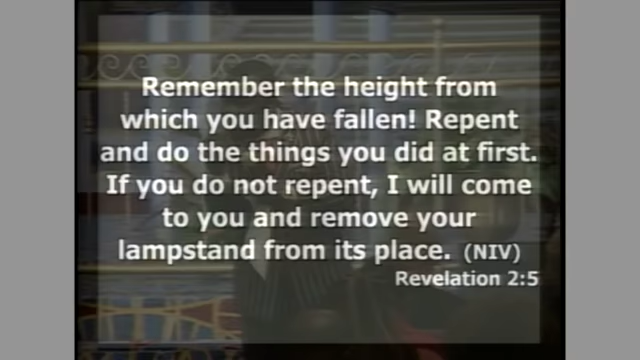 Remember the height from
which you have fallen! Repent
and do the things you did at first.
If you do not repent, I will come
to you and remove your
lampstand from its place. (NIV)
Revelation 2:5